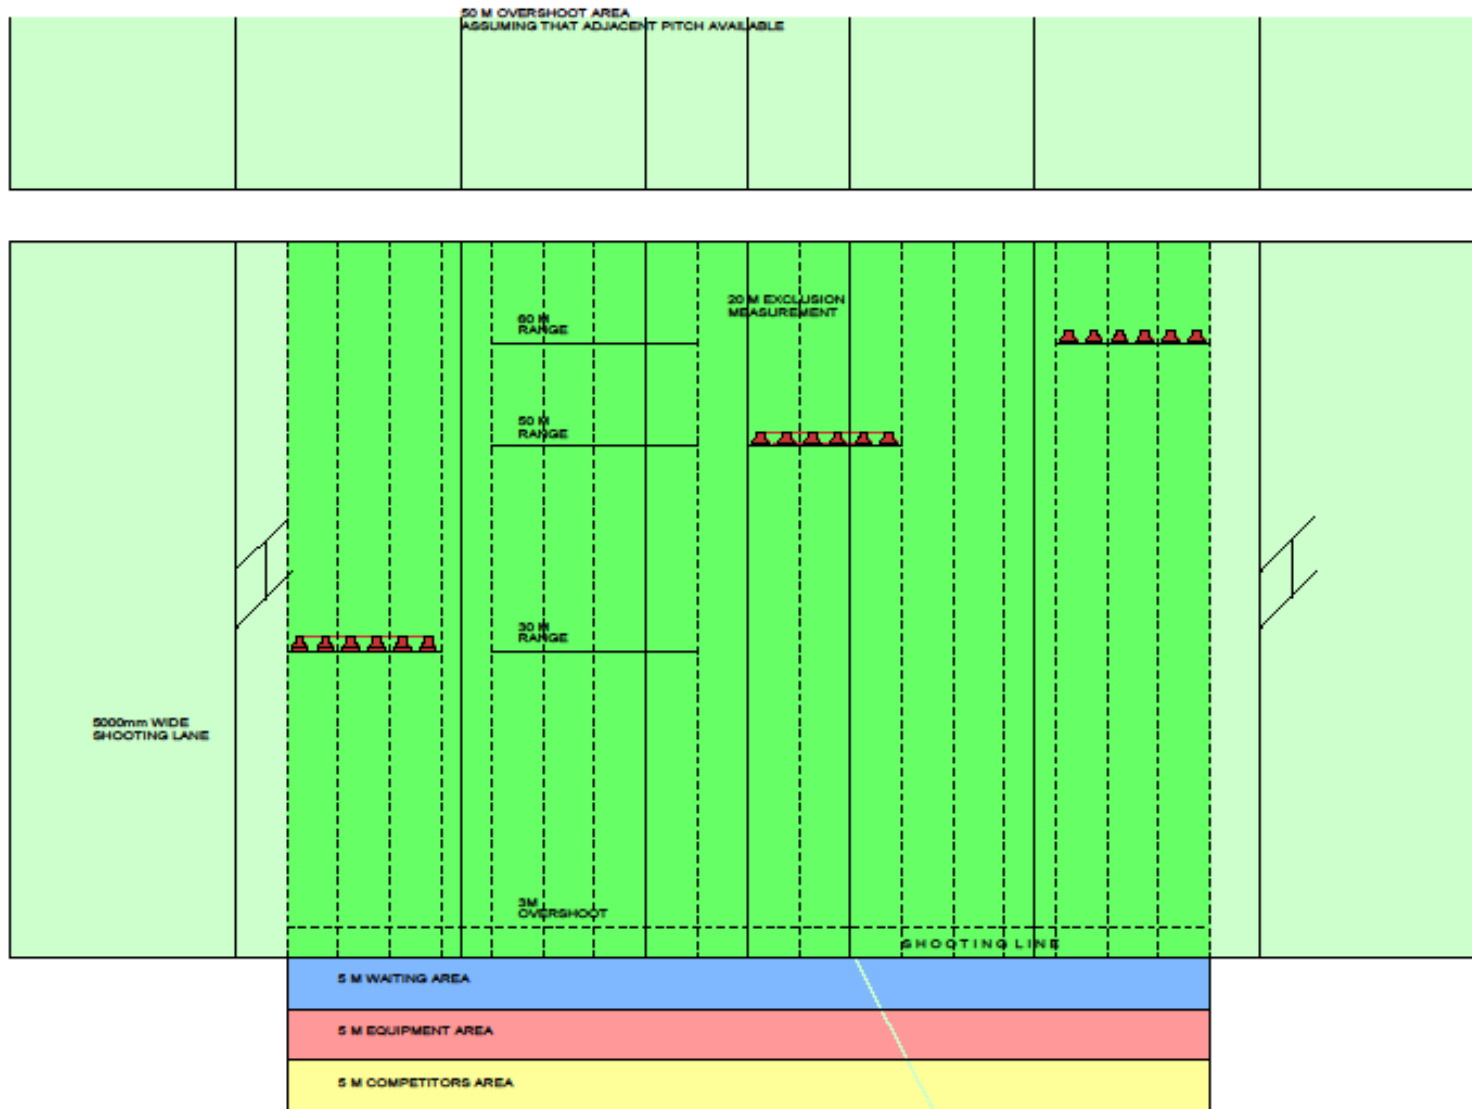 50 M OVERSHOOT AREA
ASSUMING THAT ADJACENT PITCH AVAILABLE
20 M EXCLUSION
MEASUREMENT
60 M
RANGE
50 M
RANGE
30 M
RANGE
5000mm WIDE
SHOOTING LANE
3M
OVERSHOOT
SHOOTING LINE
5 M WAITING AREA
5 M EQUIPMENT AREA
5 M COMPETITORS AREA